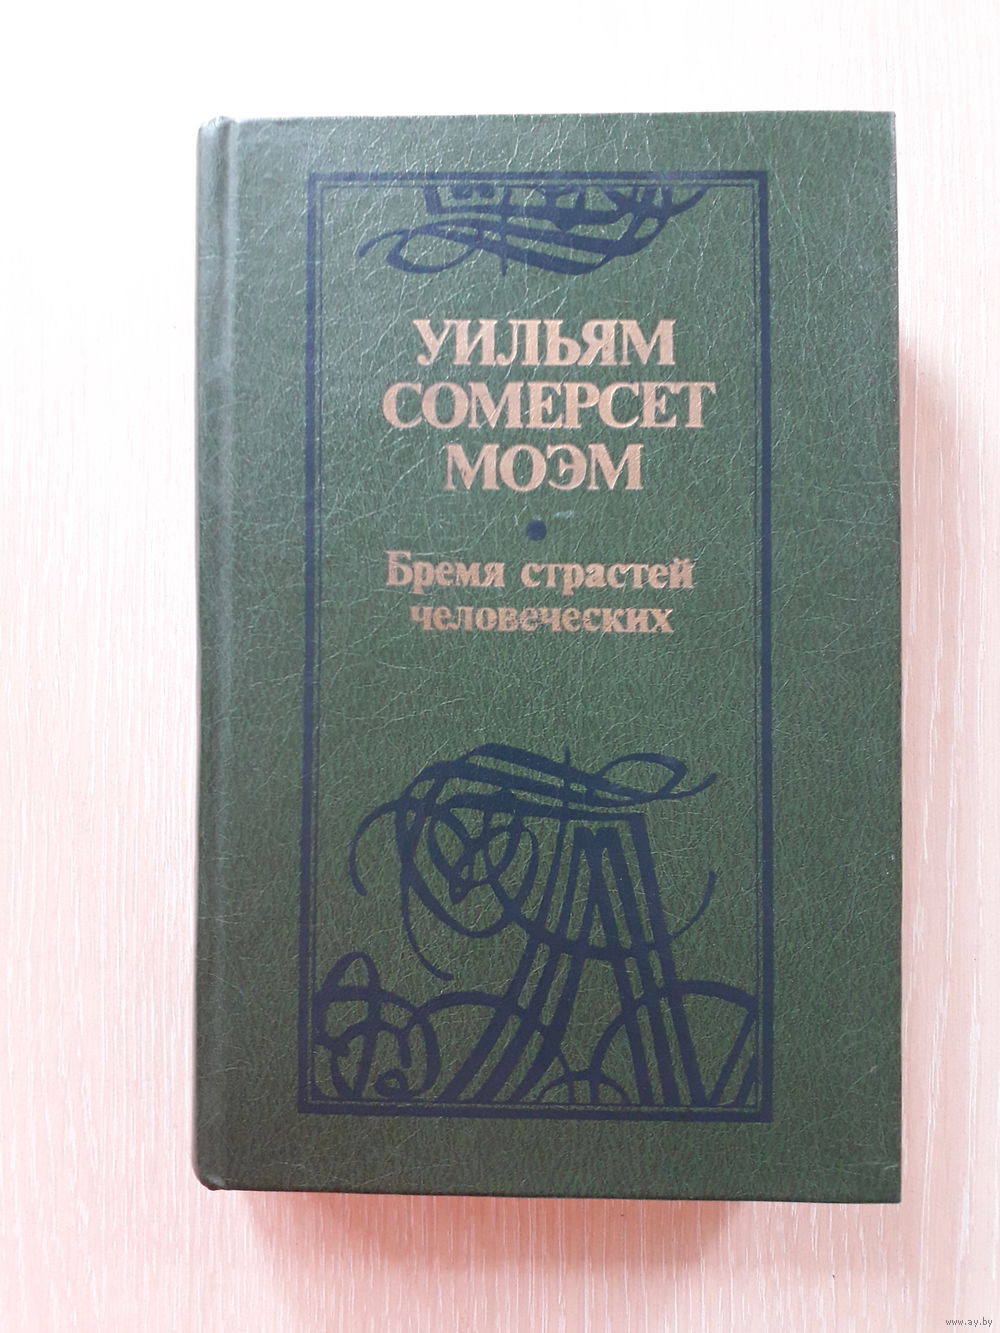 УИЛЬЯМ
СОМЕРСЕТ
МОЭМ
Бремя страстей
человеческих
www.ay.by